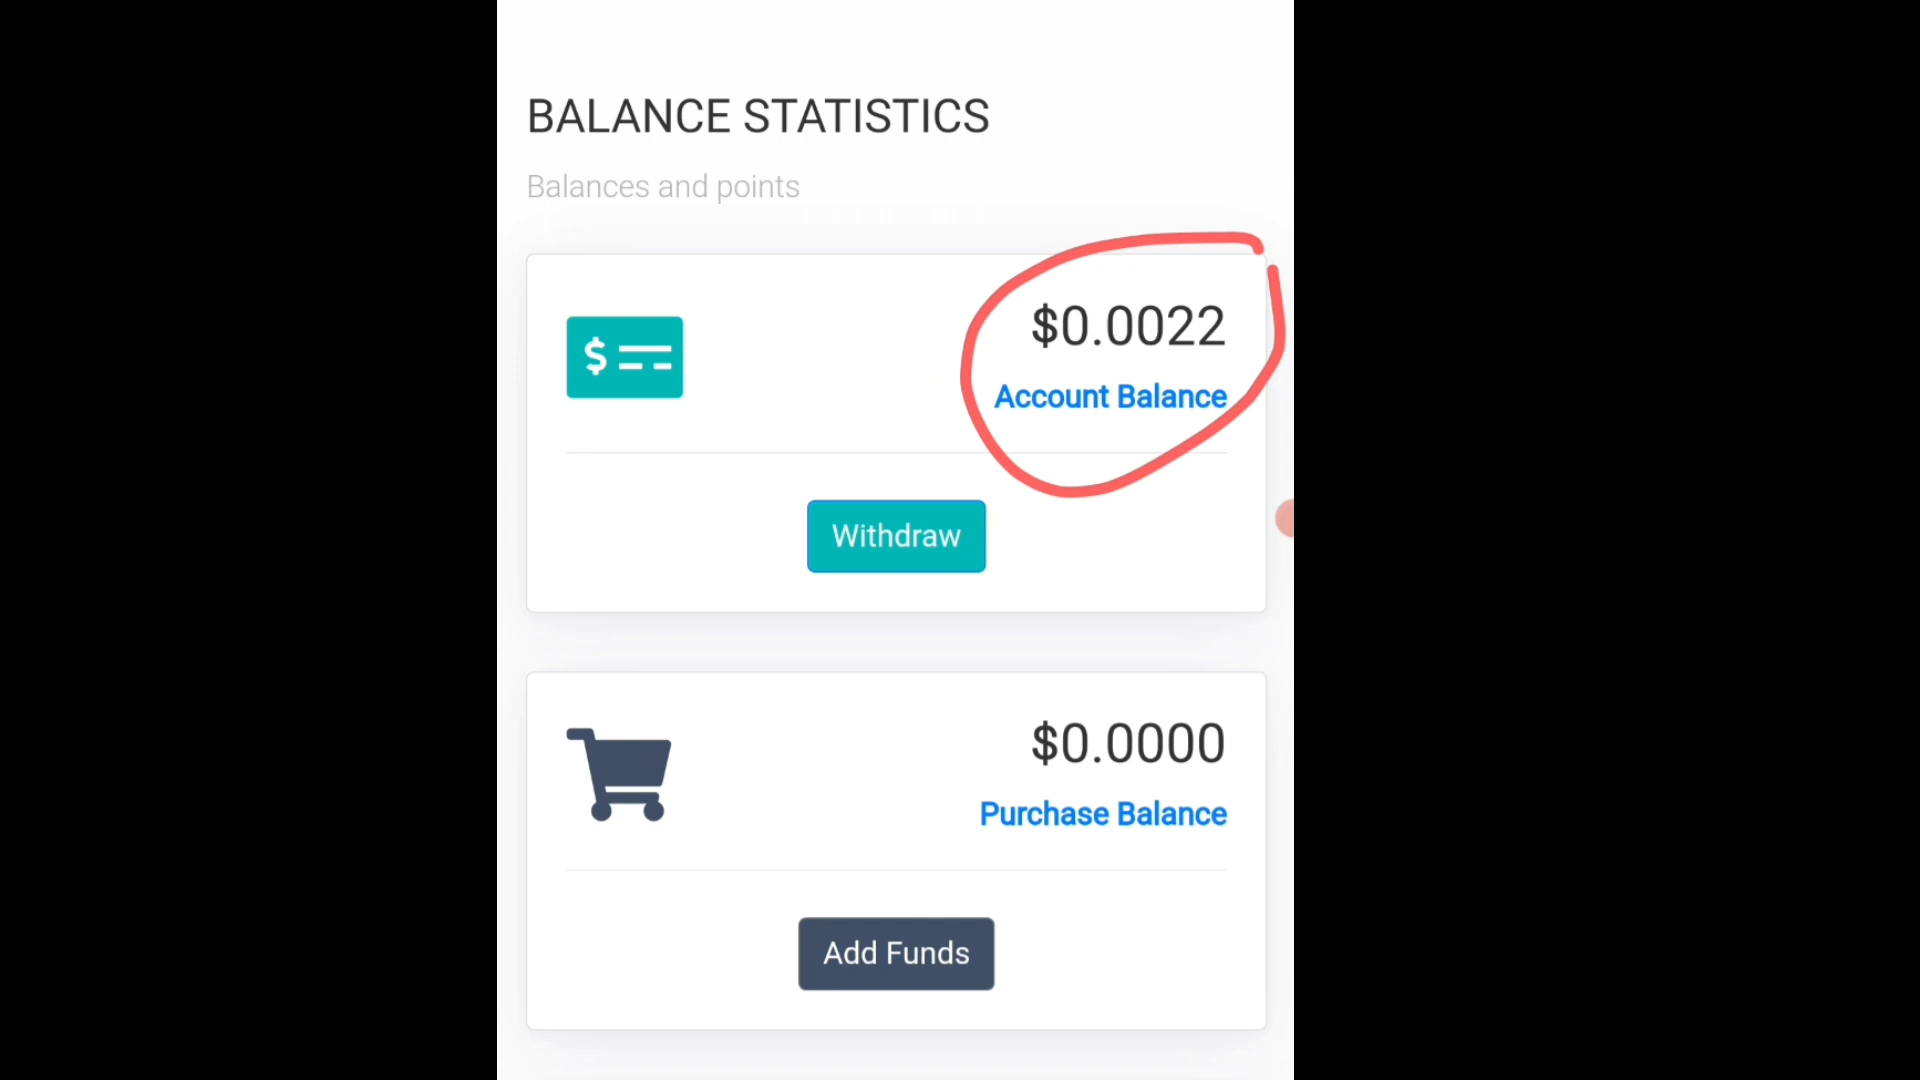 BALANCE STATISTICS
Balances and points
$0.0022
Account Balance
Withdraw
$0.0000
Purchase Balance
Add Funds